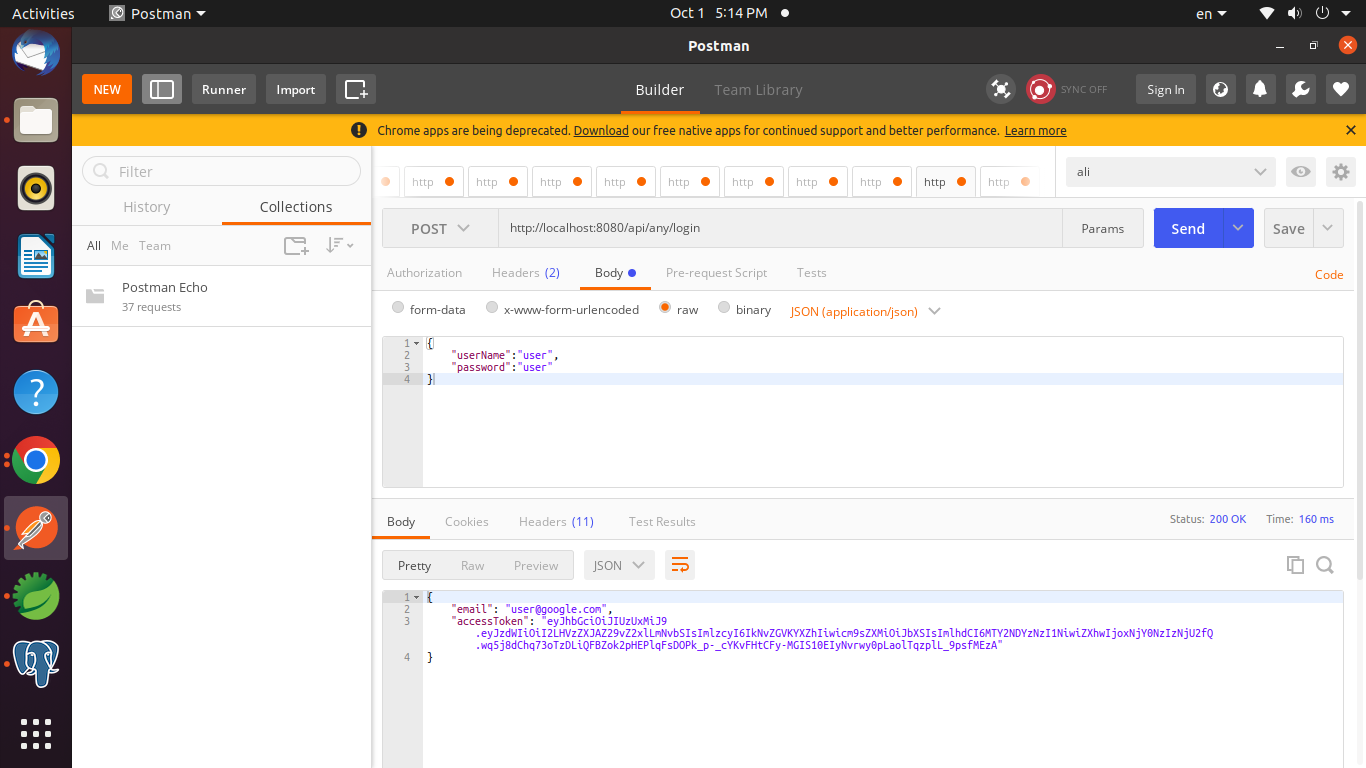 Activities
Postman
Oct 1 5:14 PM
en
Postman
NEW
Runner
Import
Builder
Team Library
SYNC OFF
Sign In
Chrome apps are being deprecated. Download our free native apps for continued support and better performance. Learn more
Filter
History
Collections
All Me Team
Postman Echo
37 requests
http http http http http http http http http http
ali
POST
http://localhost:8080/api/any/login
Params
Send
Save
Authorization
Headers (2)
Body
Pre-request Script
Tests
Code
form-data
x-www-form-urlencoded
raw
binary
JSON (application/json)
1 {
2 "userName":"user",
3 "password":"user"
4 }
Body
Cookies
Headers (11)
Test Results
Status: 200 OK
Time: 160 ms
Pretty
Raw
Preview
JSON
1 {
2 "email": "user@google.com",
3 "accessToken": "eyJhbGciOiJIUzUxMiJ9
.eyJzdWIiOiI2LHVzZXJAZ29vZ2xlLmNvbSIsImlzcyI6IkNvZGVKYXZhIiwicm9sZXMiOiJbXSIsImlhdCI6MTY2NDYzNzI1NiwiZXhwIjoxNjY0NzIzNjU2fQ
.wq5j8dChq73oTzDLiQFBZok2pHEPlqFsDOPk_p-_cYKvFHtCFy-MGIS10EIyNvrwy0pLaolTqzplL_9psfMEzA"
4 }